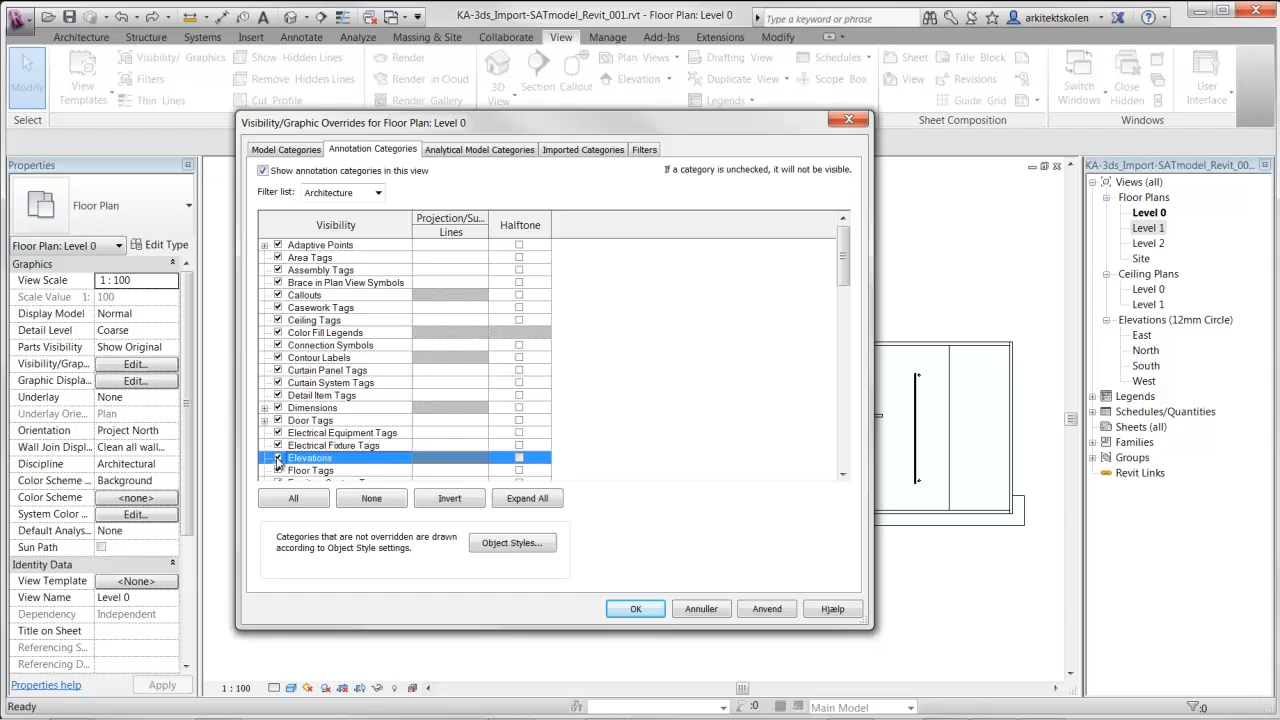 KA-3ds_Import-SATmodel_Revit_001.rvt - Floor Plan: Level 0
Type a keyword or phrase
arkitektskolen
Architecture Structure Systems Insert Annotate Analyze Massing & Site Collaborate View Manage Add-Ins Extensions Modify
Modify
View
Templates
Visibility/ Graphics
Filters
Thin Lines
Show Hidden Lines
Remove Hidden Lines
Cut Profile
Render
Render in Cloud
Render Gallery
3D
View
Section
Callout
Plan Views
Elevation
Drafting View
Duplicate View
Legends
Schedules
Scope Box
Sheet
View
Title Block
Revisions
Guide Grid
Switch
Windows
Close
Hidden
User
Interface
Select
Sheet Composition
Windows
Properties
Floor Plan
Floor Plan: Level 0
Edit Type
Graphics
View Scale 1 : 100
Scale Value 1: 100
Display Model Normal
Detail Level Coarse
Parts Visibility Show Original
Visibility/Grap... Edit...
Graphic Displa... Edit...
Underlay None
Underlay Orie... Plan
Orientation Project North
Wall Join Displ... Clean all wall...
Discipline Architectural
Color Scheme ... Background
Color Scheme <none>
System Color ... Edit...
Default Analys... None
Sun Path
Identity Data
View Template <None>
View Name Level 0
Dependency Independent
Title on Sheet
Referencing S...
Referencing D...
Properties help
Apply
Visibility/Graphic Overrides for Floor Plan: Level 0
Model Categories Annotation Categories Analytical Model Categories Imported Categories Filters
Show annotation categories in this view
If a category is unchecked, it will not be visible.
Filter list: Architecture
Visibility Projection/Su... Halftone
Lines
Adaptive Points
Area Tags
Assembly Tags
Brace in Plan View Symbols
Callouts
Casework Tags
Ceiling Tags
Color Fill Legends
Connection Symbols
Contour Labels
Curtain Panel Tags
Curtain System Tags
Detail Item Tags
Dimensions
Door Tags
Electrical Equipment Tags
Electrical Fixture Tags
Elevations
Floor Tags
All None Invert Expand All
Categories that are not overridden are drawn
according to Object Style settings.
Object Styles...
OK Annuller Anvend Hjælp
KA-3ds_Import-SATmodel_Revit_00...
Views (all)
Floor Plans
Level 0
Level 1
Level 2
Site
Ceiling Plans
Level 0
Level 1
Elevations (12mm Circle)
East
North
South
West
Legends
Schedules/Quantities
Sheets (all)
Families
Groups
Revit Links
1 : 100
Ready
:0
Main Model
:0